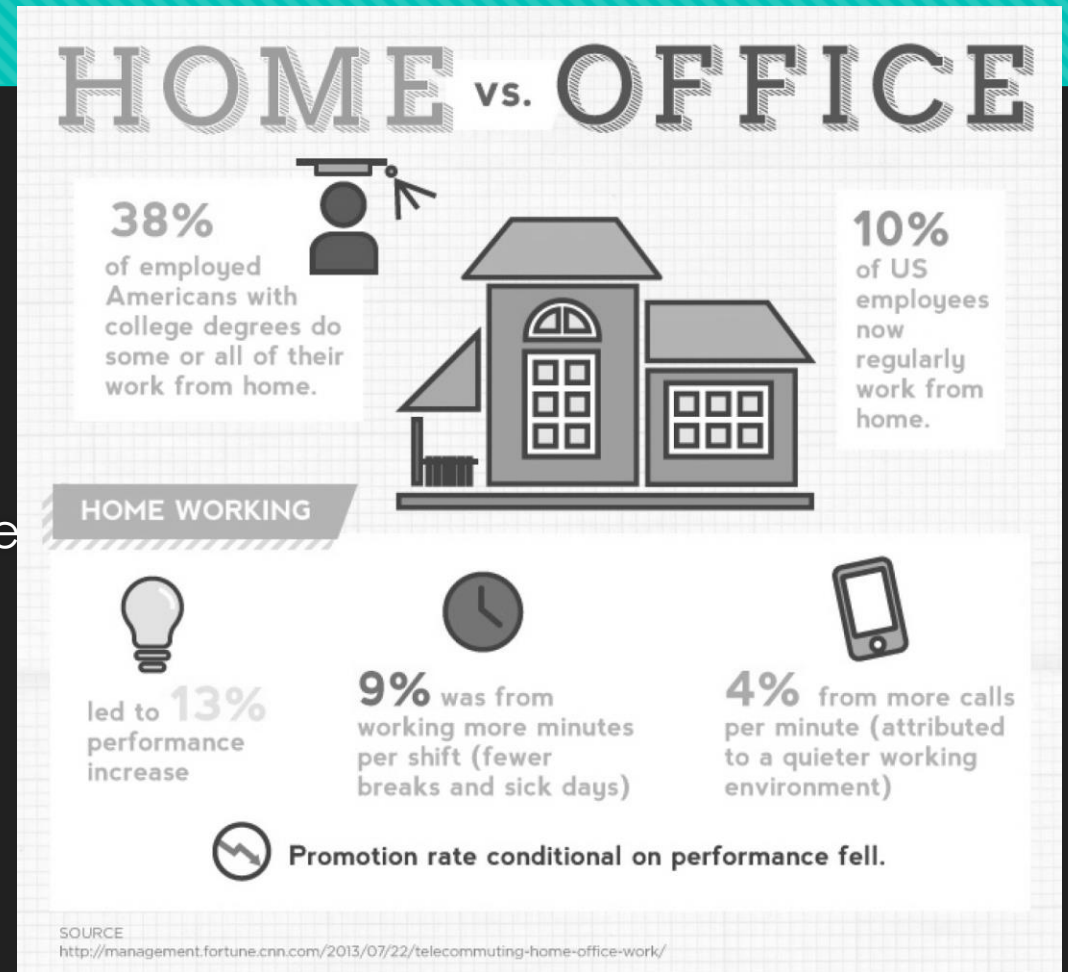 HOME vs. OFFICE
38%
of employed
Americans with
college degrees do
some or all of their
work from home.
10%
of US
employees
now
regularly
work from
home.
e
HOME WORKING
led to 13%
performance
increase
9% was from
working more minutes
per shift (fewer
breaks and sick days)
4% from more calls
per minute (attributed
to a quieter working
environment)
Promotion rate conditional on performance fell.
SOURCE
http://management.fortune.cnn.com/2013/07/22/telecommuting-home-office-work/